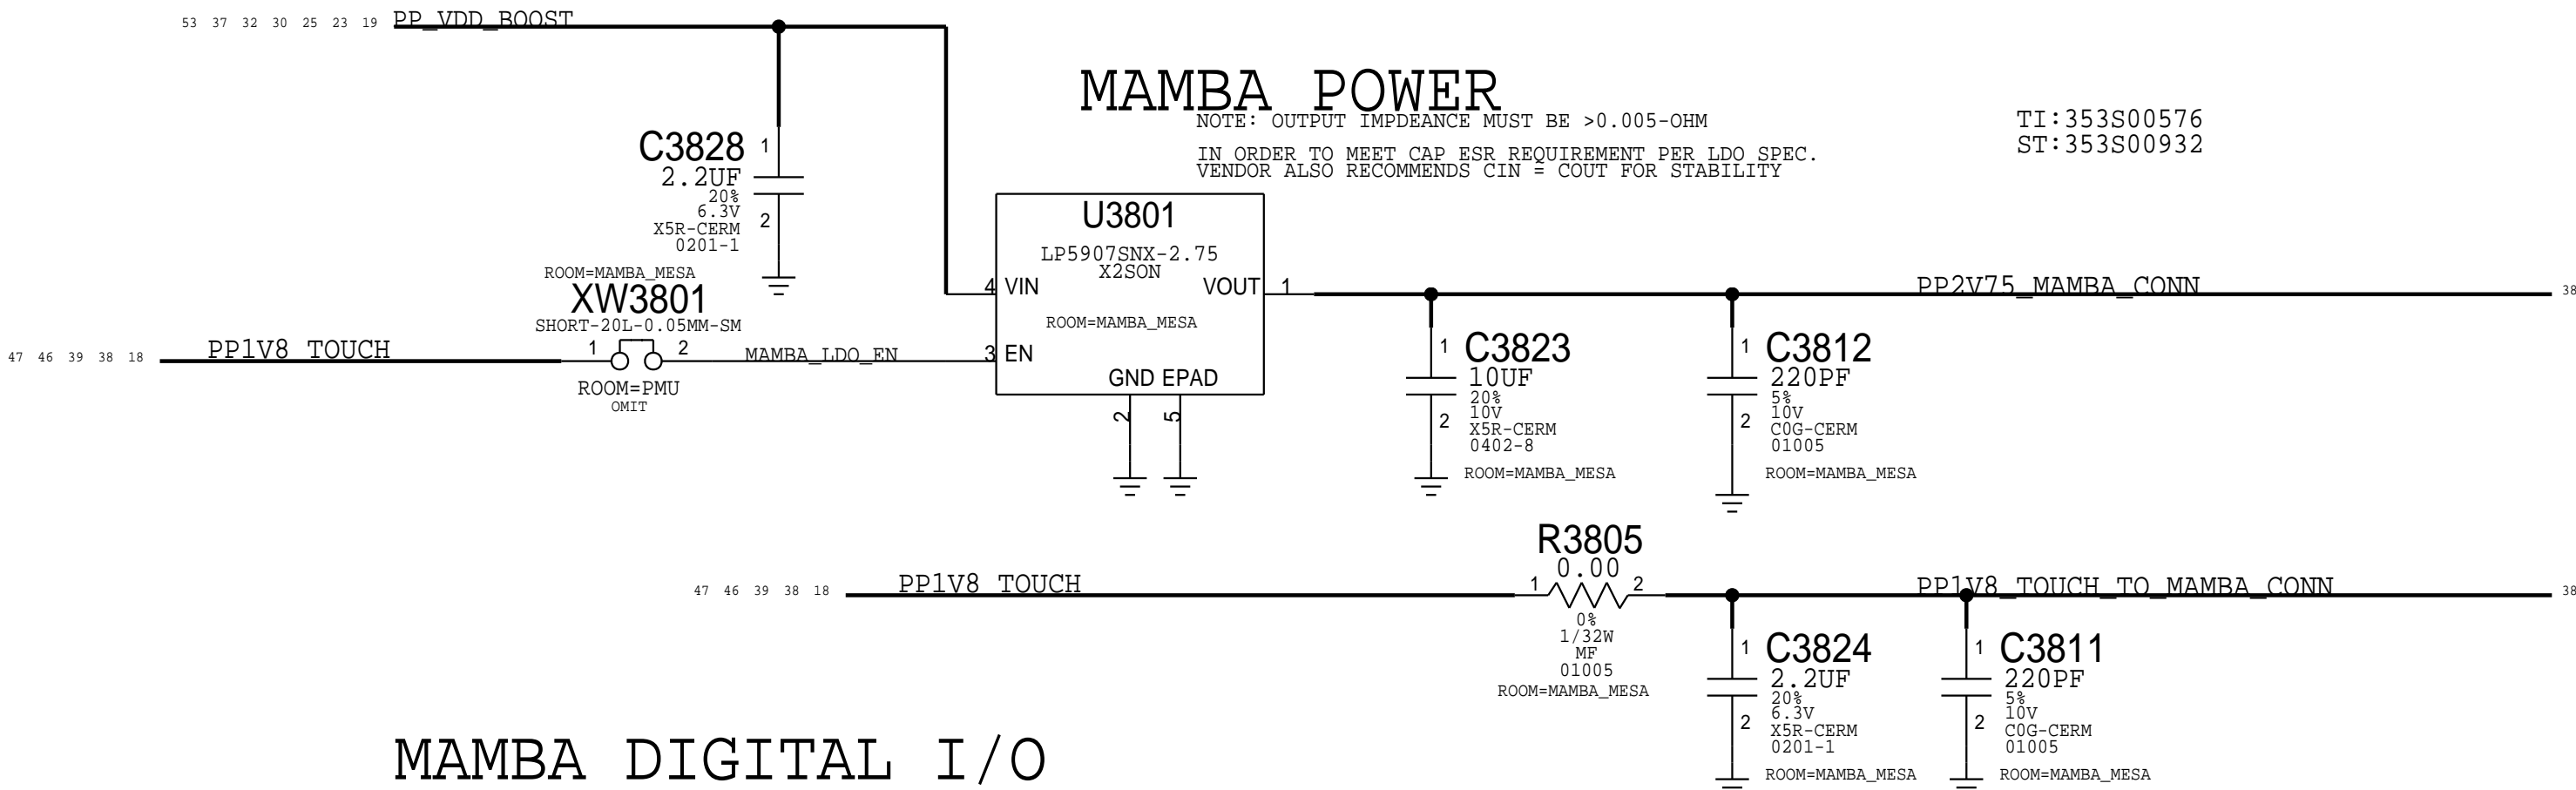 53 37 32 30 25 23 19 PP_VDD_BOOST
MAMBA POWER
NOTE: OUTPUT IMPDEANCE MUST BE >0.005-OHM
IN ORDER TO MEET CAP ESR REQUIREMENT PER LDO SPEC.
VENDOR ALSO RECOMMENDS CIN = COUT FOR STABILITY
TI:353S00576
ST:353S00932
C3828
2.2UF
20%
6.3V
X5R-CERM
0201-1
ROOM=MAMBA_MESA
1
2
XW3801
SHORT-20L-0.05MM-SM
47 46 39 38 18 PP1V8 TOUCH
1 2
MAMBA_LDO_EN
ROOM=PMU
OMIT
U3801
LP5907SNX-2.75
X2SON
4 VIN
VOUT 1
ROOM=MAMBA_MESA
3 EN
GND EPAD
2 5
PP2V75_MAMBA_CONN
38
1
2
C3823
10UF
20%
10V
X5R-CERM
0402-8
ROOM=MAMBA_MESA
1
2
C3812
220PF
5%
10V
C0G-CERM
01005
ROOM=MAMBA_MESA
47 46 39 38 18 PP1V8 TOUCH
R3805
0.00
1 2
0%
1/32W
MF
01005
ROOM=MAMBA_MESA
PP1V8_TOUCH_TO_MAMBA_CONN
38
1
2
C3824
2.2UF
20%
6.3V
X5R-CERM
0201-1
ROOM=MAMBA_MESA
1
2
C3811
220PF
5%
10V
C0G-CERM
01005
ROOM=MAMBA_MESA
MAMBA DIGITAL I/O